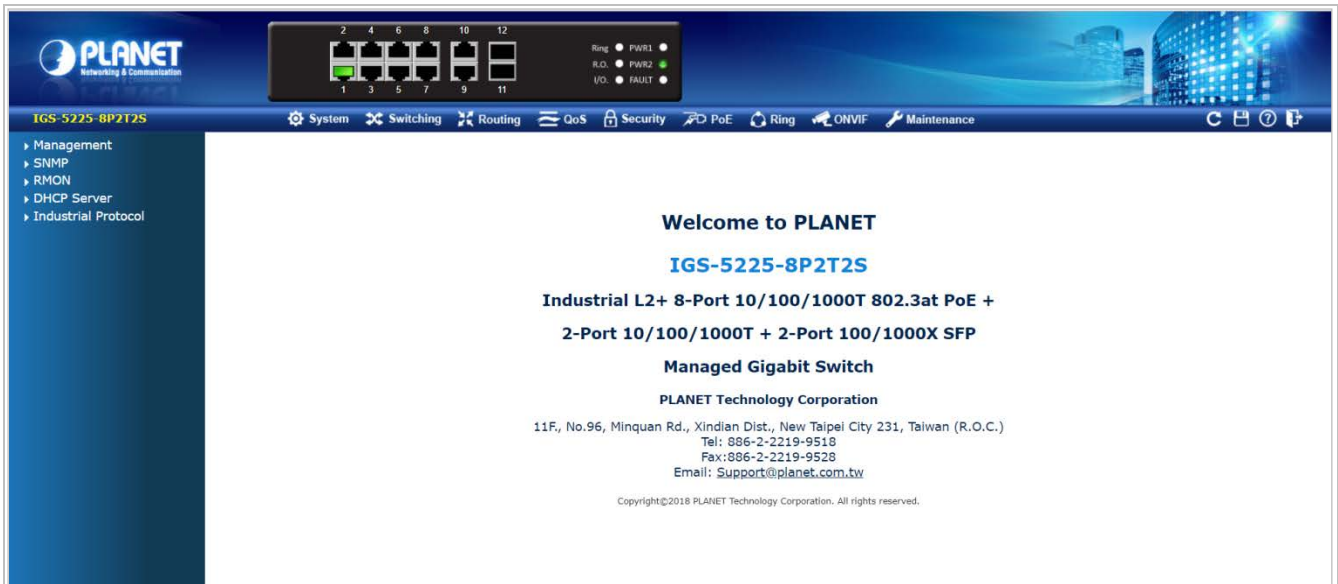 PLANET
Networking & Communication
2 4 6 8 10 12
Ring PWR1
R.O. PWR2
I/O. FAULT
1 3 5 7 9 11
IGS-5225-8P2T2S
System Switching Routing QoS Security PoE Ring ONVIF Maintenance
Management
SNMP
RMON
DHCP Server
Industrial Protocol
Welcome to PLANET
IGS-5225-8P2T2S
Industrial L2+ 8-Port 10/100/1000T 802.3at PoE +
2-Port 10/100/1000T + 2-Port 100/1000X SFP
Managed Gigabit Switch
PLANET Technology Corporation
11F., No.96, Minquan Rd., Xindian Dist., New Taipei City 231, Taiwan (R.O.C.)
Tel: 886-2-2219-9518
Fax:886-2-2219-9528
Email: Support@planet.com.tw
Copyright©2018 PLANET Technology Corporation. All rights reserved.